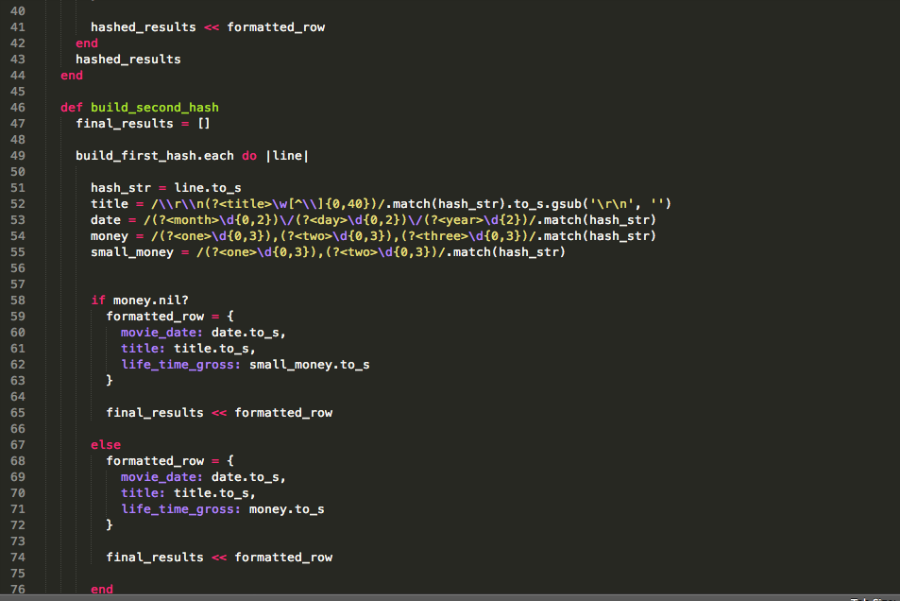 40
41 hashed_results << formatted_row
42 end
43 hashed_results
44 end
45
46 def build_second_hash
47 final_results = []
48
49 build_first_hash.each do |line|
50
51 hash_str = line.to_s
52 title = /\\r\\n(?<title>\w[^\\]{0,40})/.match(hash_str).to_s.gsub('\r\n', '')
53 date = /(?<month>\d{0,2})\/(?<day>\d{0,2})\/(?<year>\d{2})/.match(hash_str)
54 money = /(?<one>\d{0,3}),(?<two>\d{0,3}),(?<three>\d{0,3})/.match(hash_str)
55 small_money = /(?<one>\d{0,3}),(?<two>\d{0,3})/.match(hash_str)
56
57
58 if money.nil?
59 formatted_row = {
60 movie_date: date.to_s,
61 title: title.to_s,
62 life_time_gross: small_money.to_s
63 }
64
65 final_results << formatted_row
66
67 else
68 formatted_row = {
69 movie_date: date.to_s,
70 title: title.to_s,
71 life_time_gross: money.to_s
72 }
73
74 final_results << formatted_row
75
76 end